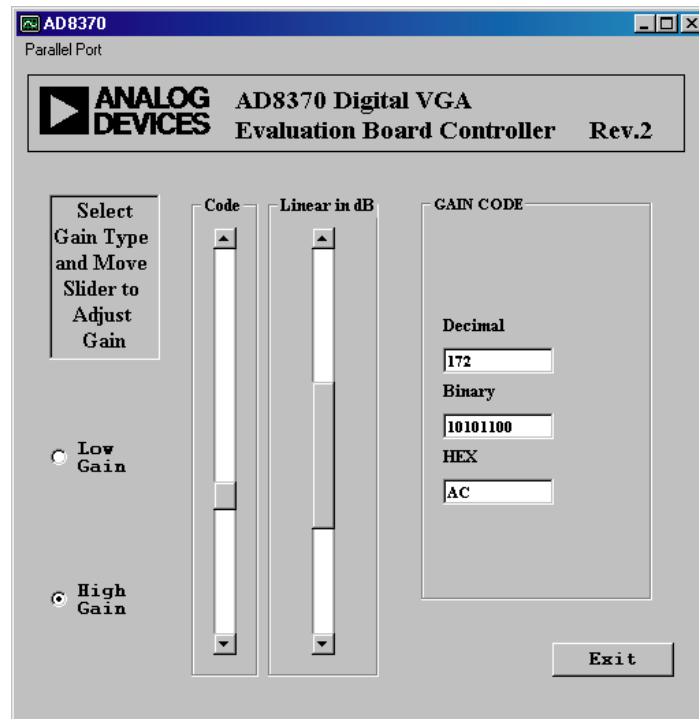 AD8370
Parallel Port
ANALOG
DEVICES
AD8370 Digital VGA
Evaluation Board Controller Rev.2
Select
Gain Type
and Move
Slider to
Adjust
Gain
Low
Gain
High
Gain
Code
Linear in dB
GAIN CODE
Decimal
172
Binary
10101100
HEX
AC
Exit